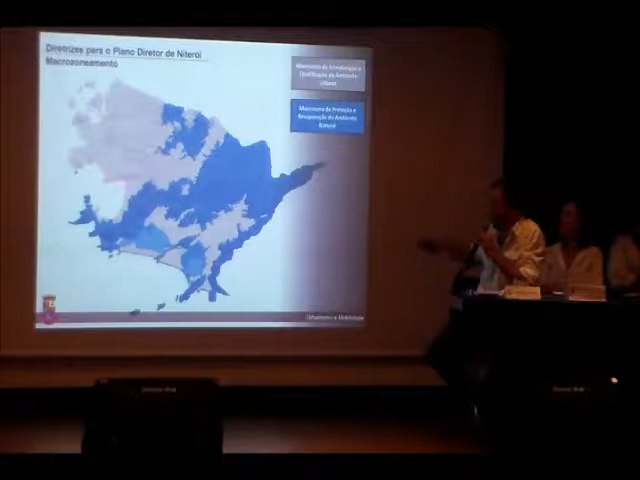 Diretrizes para o Plano Diretor de Niterói
Macrozoneamento
Macrozona de Estruturação e
Qualificação do Ambiente
Urbano
Macrozona de Proteção e
Recuperação do Ambiente
Natural
Urbanismo e Mobilidade